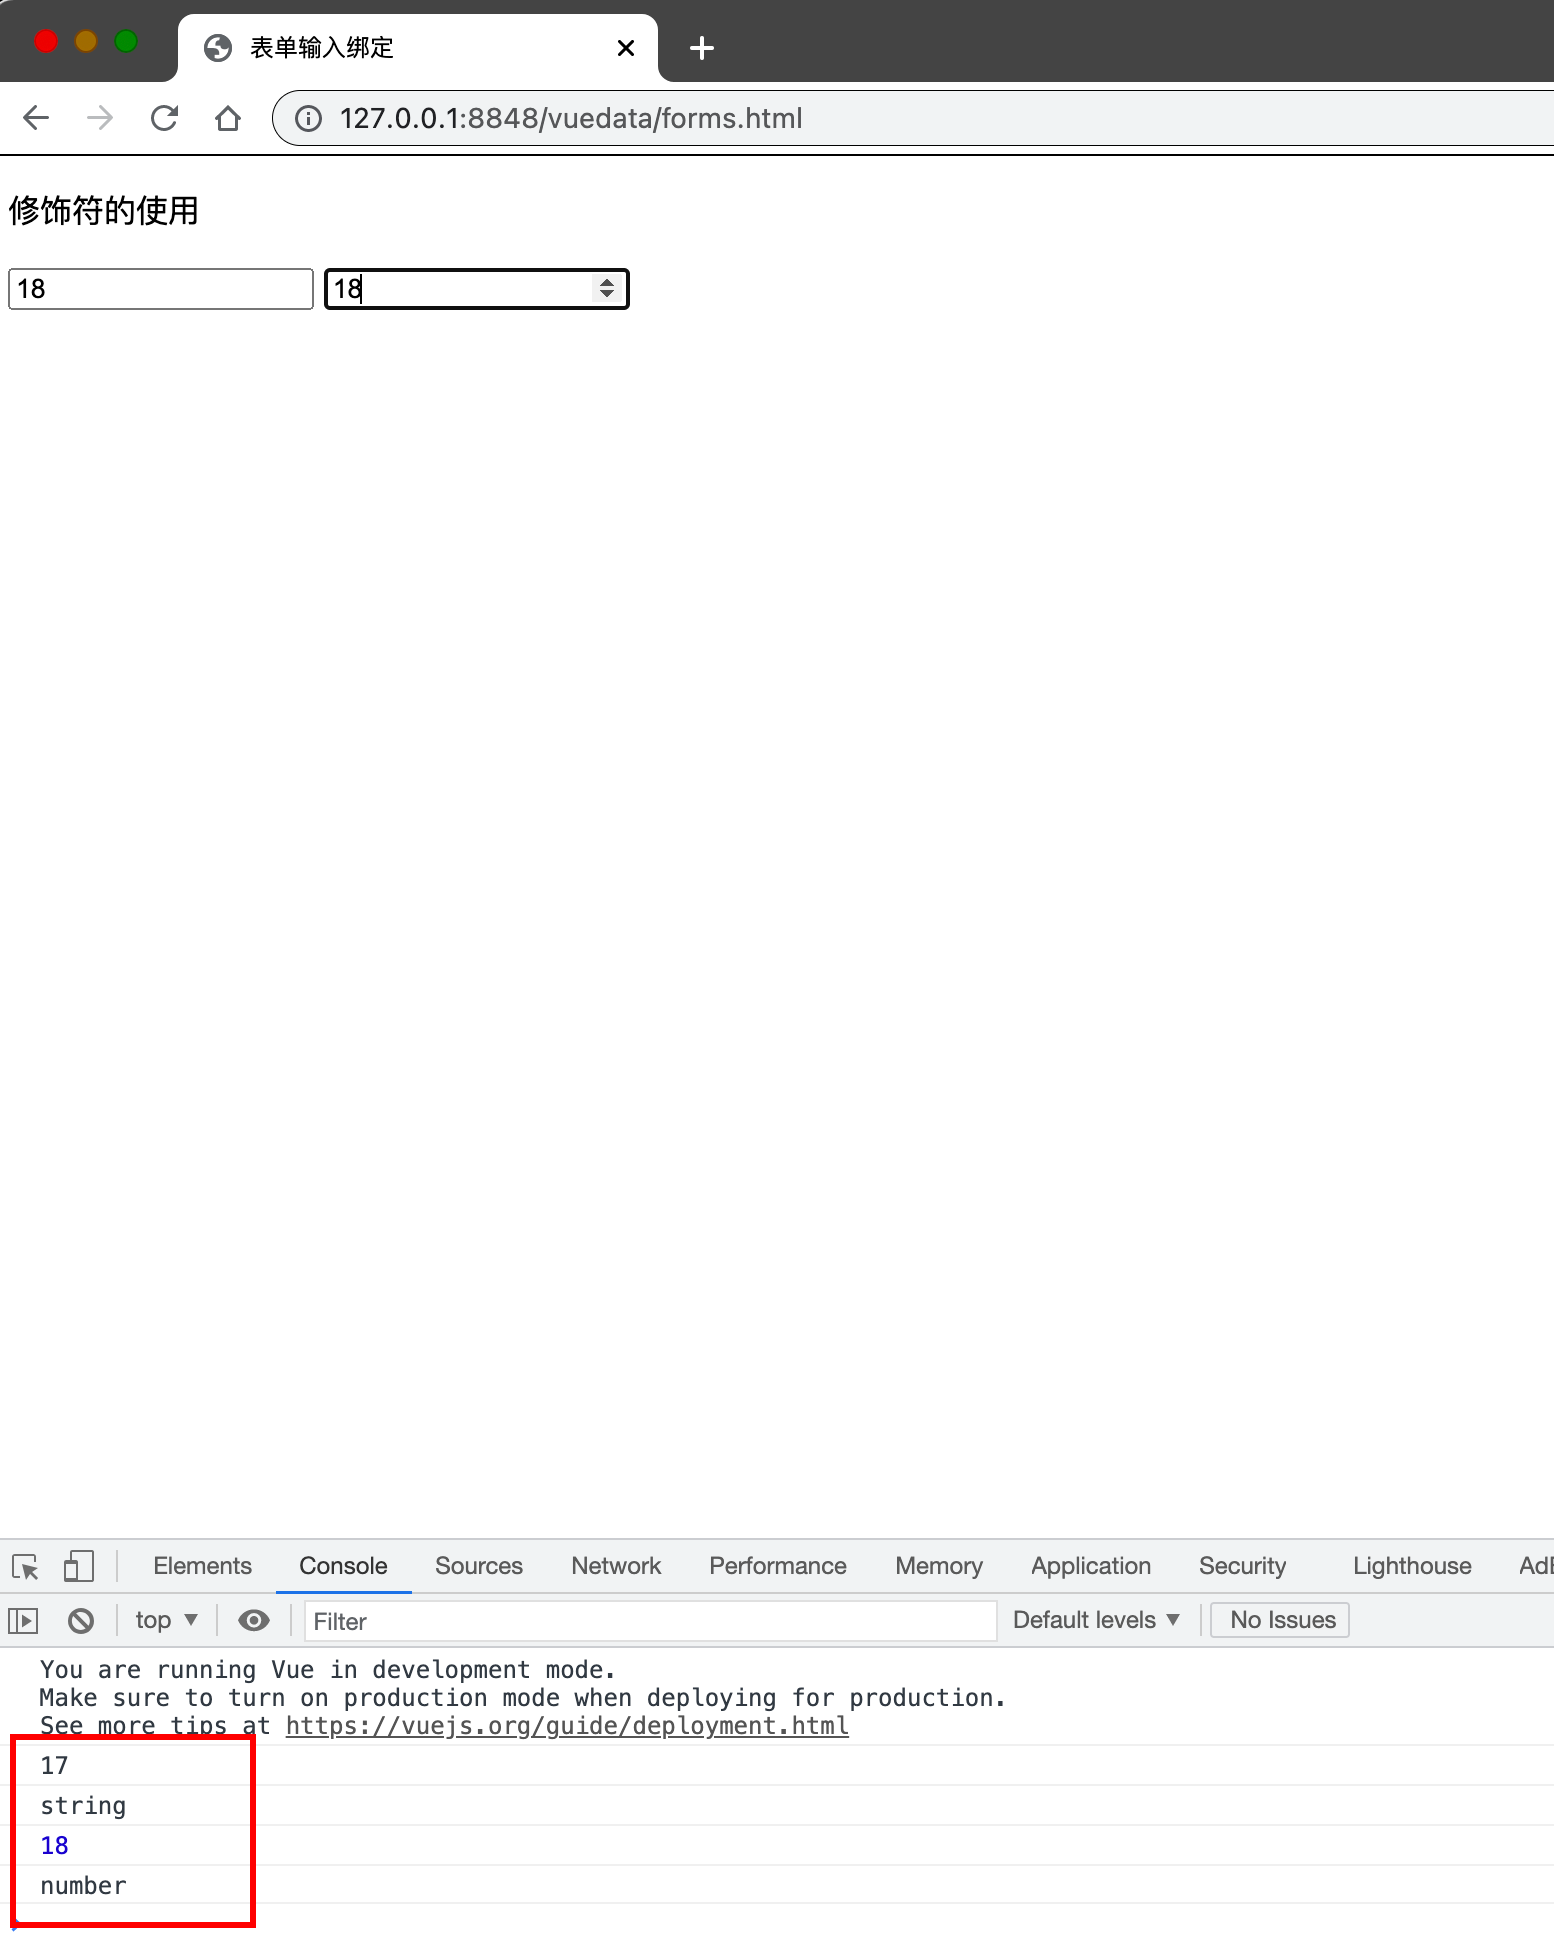 表单输入绑定
127.0.0.1:8848/vuedata/forms.html
修饰符的使用
18 18
Elements Console Sources Network Performance Memory Application Security Lighthouse
top Filter Default levels No Issues
You are running Vue in development mode.
Make sure to turn on production mode when deploying for production.
See more tips at https://vuejs.org/guide/deployment.html
17
string
18
number